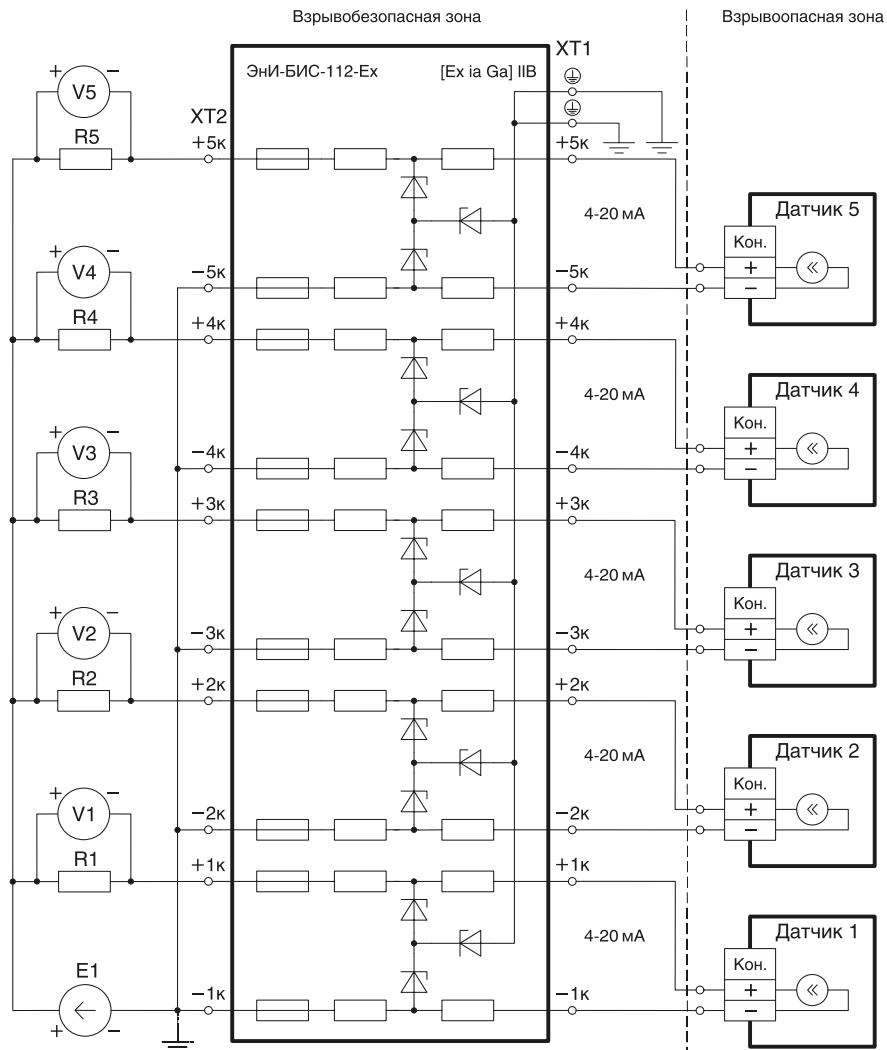 Взрывобезопасная зона
Взрывоопасная зона
ЭнИ-БИС-112-Ex
[Ex ia Ga] IIB
XT1
XT2
+ V5 −
R5
+5к
+5к
4-20 мА
Датчик 5
Кон.
+
−
−5к
−5к
+ V4 −
R4
+4к
+4к
4-20 мА
Датчик 4
Кон.
+
−
−4к
−4к
+ V3 −
R3
+3к
+3к
4-20 мА
Датчик 3
Кон.
+
−
−3к
−3к
+ V2 −
R2
+2к
+2к
4-20 мА
Датчик 2
Кон.
+
−
−2к
−2к
+ V1 −
R1
+1к
+1к
4-20 мА
Датчик 1
Кон.
+
−
E1
+ −
−1к
−1к